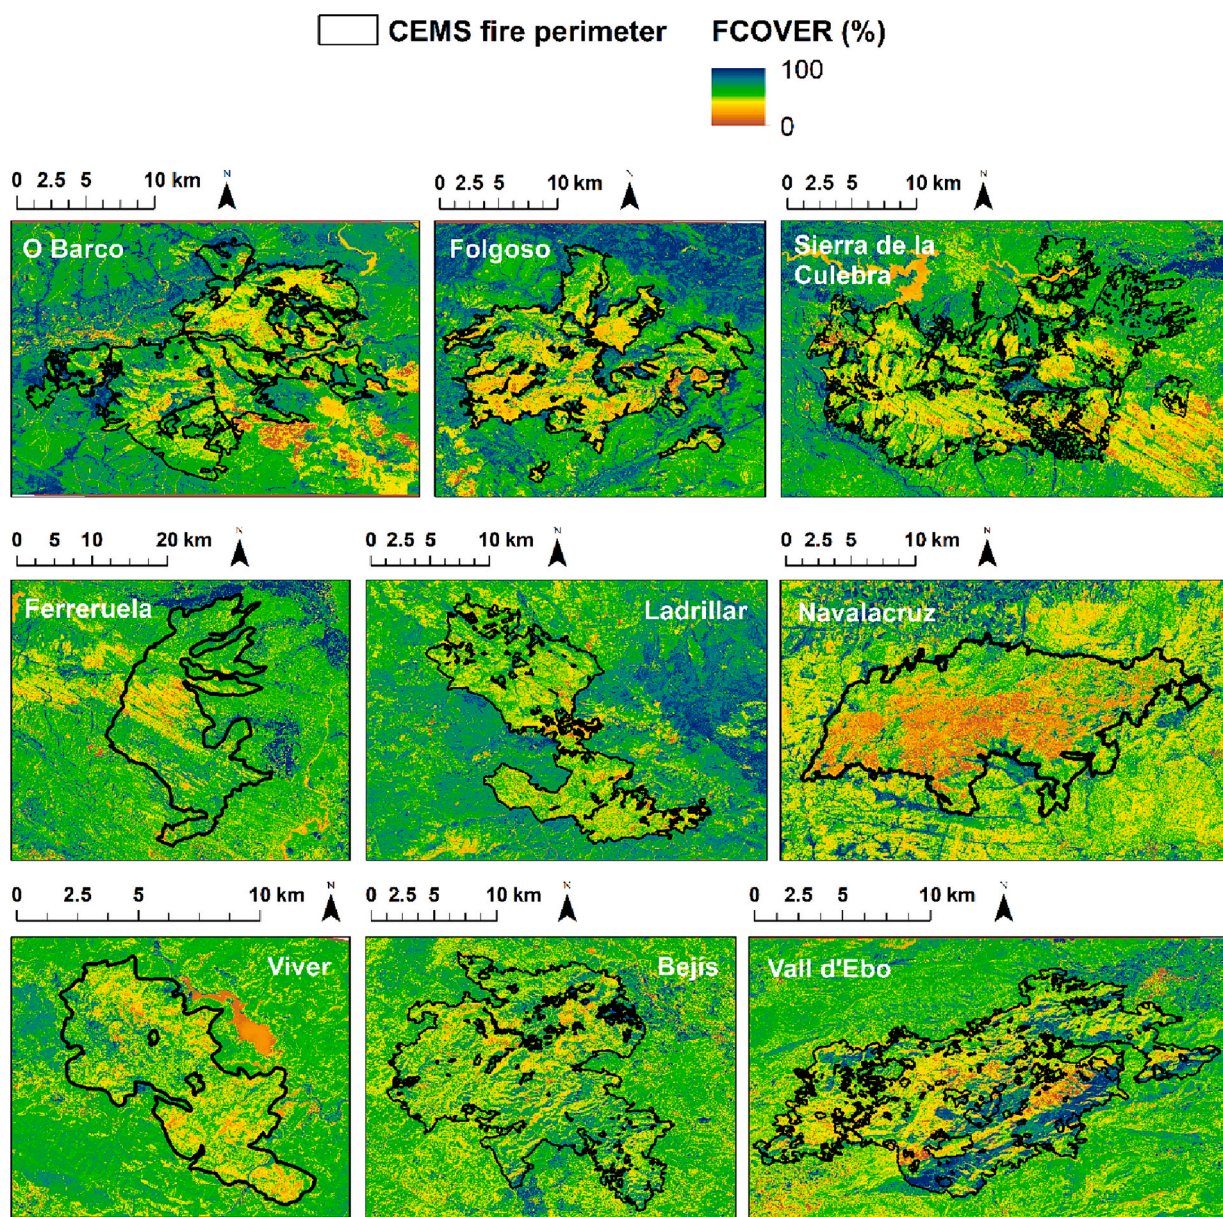 CEMS fire perimeter
FCOVER (%)
100
0
0 2.5 5 10 km
N
0 2.5 5 10 km
N
0 2.5 5 10 km
N
O Barco
Folgoso
Sierra de la
Culebra
0 5 10 20 km
N
0 2.5 5 10 km
N
0 2.5 5 10 km
N
Ferreruela
Ladrillar
Navalacruz
0 2.5 5 10 km
N
0 2.5 5 10 km
N
0 2.5 5 10 km
N
Viver
Bejís
Vall d'Ebo